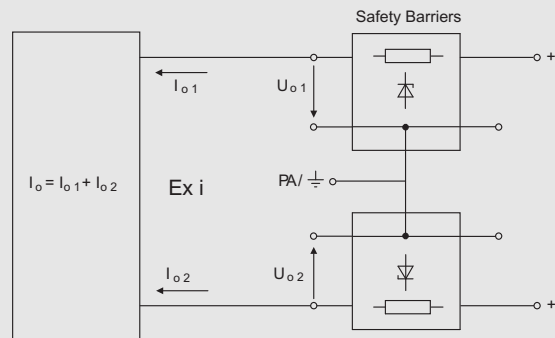 Safety Barriers
+
I o 1
U o 1
I o = I o 1 + I o 2
Ex i
PA/
I o 2
U o 2
+